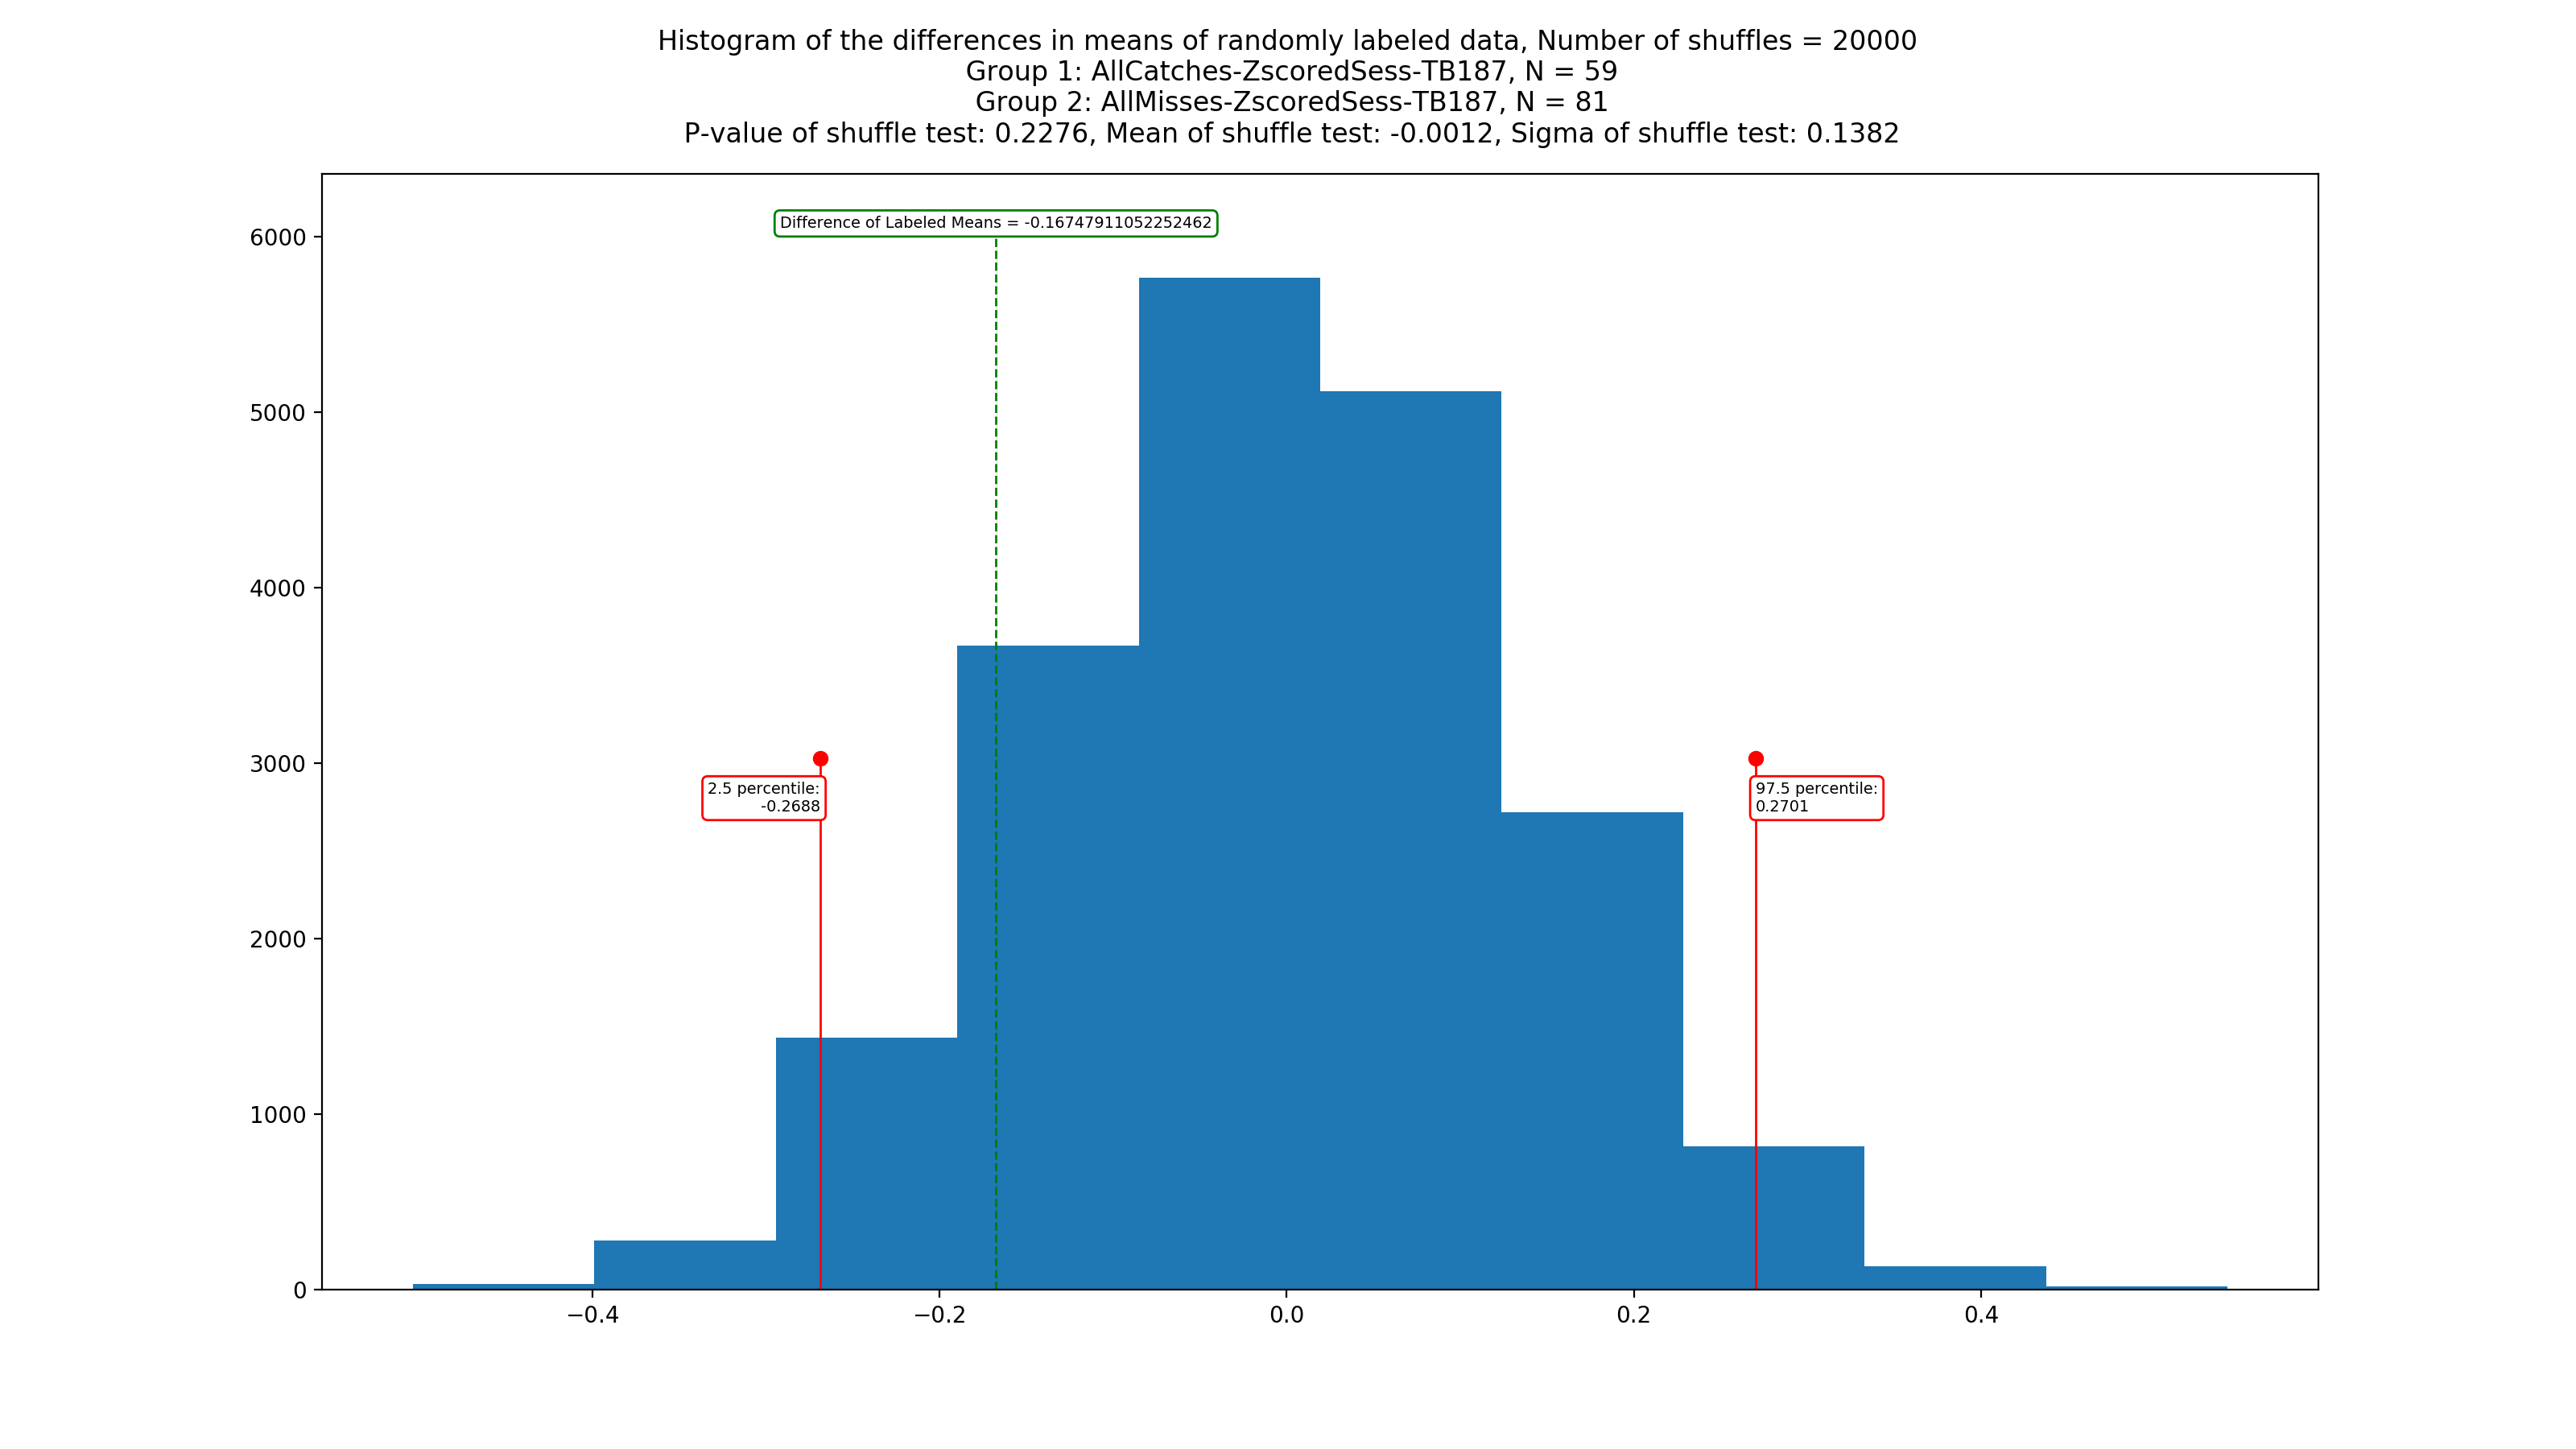 Histogram of the differences in means of randomly labeled data, Number of shuffles = 20000
Group 1: AllCatches-ZscoredSess-TB187, N = 59
Group 2: AllMisses-ZscoredSess-TB187, N = 81
P-value of shuffle test: 0.2276, Mean of shuffle test: -0.0012, Sigma of shuffle test: 0.1382
Difference of Labeled Means = -0.16747911052252462
6000
5000
4000
3000
2.5 percentile:
-0.2688
97.5 percentile:
0.2701
2000
1000
0
−0.4
−0.2
0.0
0.2
0.4